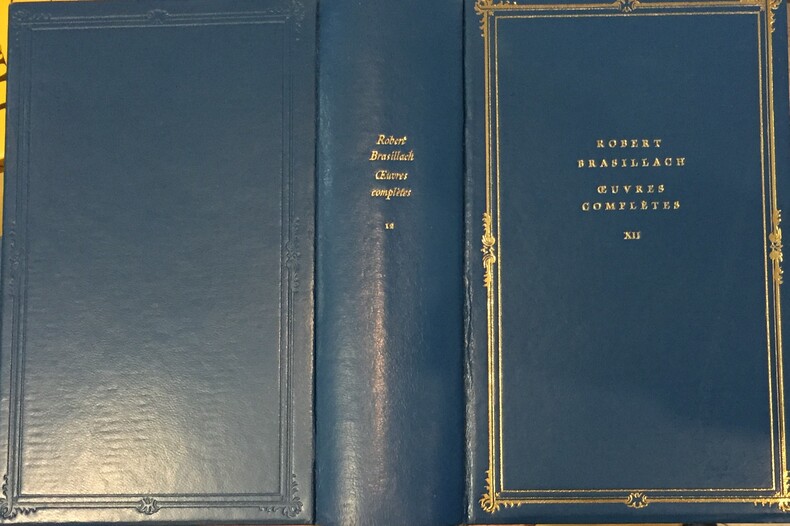 Robert
Brasillach
Œuvres
complètes
12
ROBERT
BRASILLACH
ŒUVRES
COMPLÈTES
XII